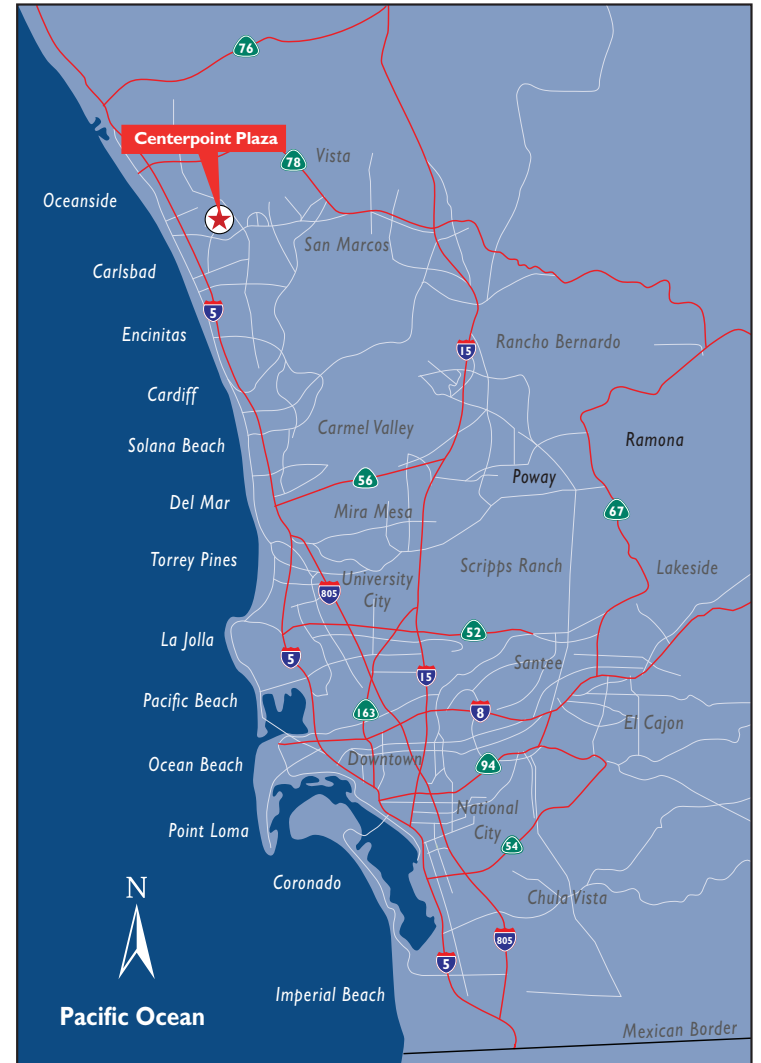 76
Centerpoint Plaza
78
Vista
Oceanside
San Marcos
Carlsbad
5
Encinitas
15
Rancho Bernardo
Cardiff
Carmel Valley
Solana Beach
Ramona
56
Poway
Del Mar
Mira Mesa
67
Torrey Pines
Scripps Ranch
Lakeside
805
University
City
La Jolla
52
5
Santee
15
Pacific Beach
163
8
El Cajon
Ocean Beach
Downtown
94
Point Loma
National
City
54
Coronado
N
Chula Vista
805
5
Imperial Beach
Pacific Ocean
Mexican Border